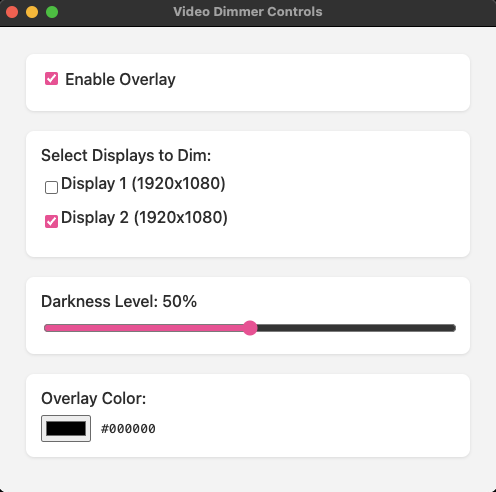 Video Dimmer Controls
Enable Overlay
Select Displays to Dim:
Display 1 (1920x1080)
Display 2 (1920x1080)
Darkness Level: 50%
Overlay Color:
#000000